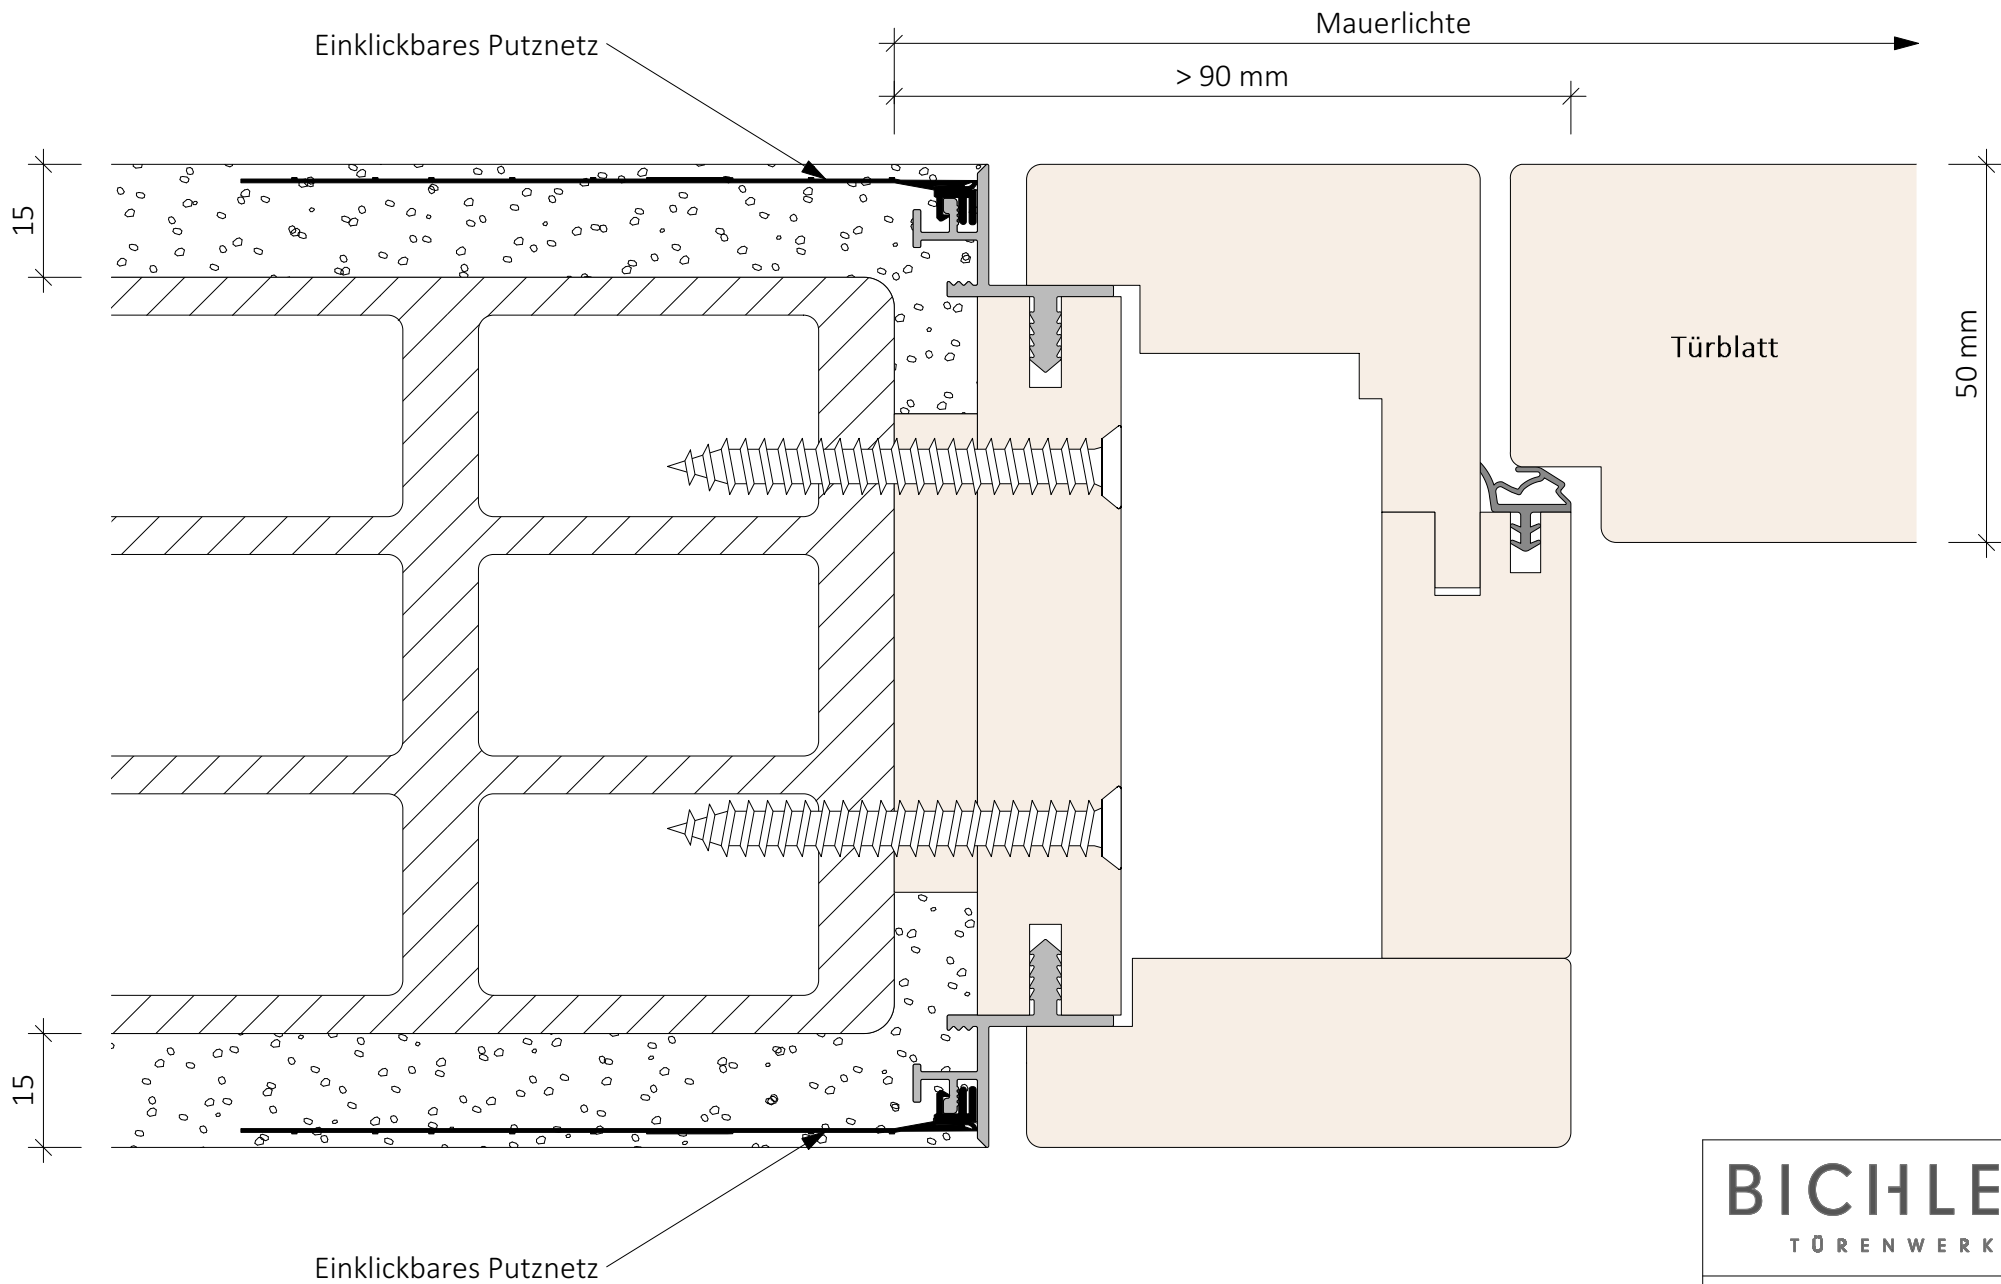 Mauerlichte
Einklickbares Putznetz
> 90 mm
15
Türblatt
50 mm
15
BICHLE
TÜRENWERK
Einklickbares Putznetz